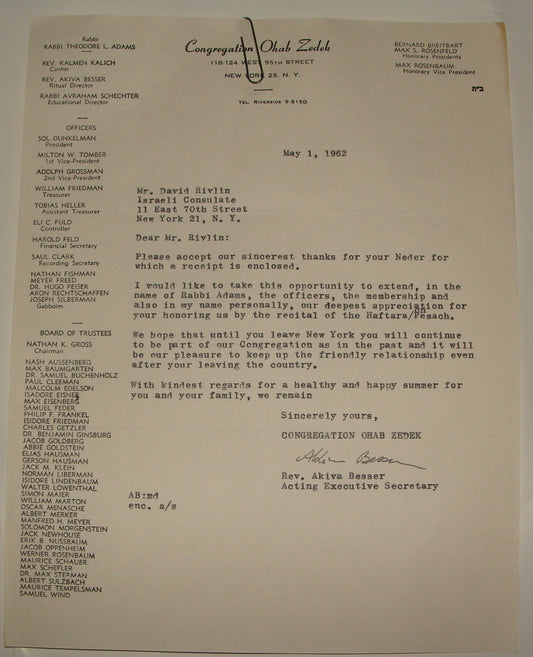 Rabbi
RABBI THEODORE L. ADAMS
REV. KALMEN KALICH
Cantor
REV. AKIVA BESSER
Ritual Director
RABBI AVRAHAM SCHECHTER
Educational Director
OFFICERS
SOL DUNKELMAN
President
MILTON W. TOMBER
1st Vice-President
ADOLPH GROSSMAN
2nd Vice-President
WILLIAM FRIEDMAN
Treasurer
TOBIAS HELLER
Assistant Treasurer
ELI C. FULD
Controller
HAROLD FELD
Financial Secretary
SAUL CLARK
Recording Secretary
NATHAN FISHMAN
MEYER FREED
DR. HUGO PEISER
ARON RECHTSCHAFFEN
JOSEPH SILBERMAN
Gabboim
BOARD OF TRUSTEES
NATHAN K. GROSS
Chairman
NASH AUSSENBERG
MAX BAUMGARTEN
DR. SAMUEL BUCHENHOLZ
PAUL CLEEMAN
MALCOLM EDELSON
ISADORE EISNER
MAX EISENBERG
SAMUEL FEDER
PHILIP F. FRANKEL
ISIDORE FRIEDMAN
CHARLES GETZLER
DR. BENJAMIN GINSBURG
JACOB GOLDBERG
ABBIE GOLDSTEIN
ELIAS HAUSMAN
GERSON HAUSMAN
JACK M. KLEIN
NORMAN LIBERMAN
ISIDORE LINDENBAUM
WALTER LOWENTHAL
SIMON MAIER
WILLIAM MARTON
OSCAR MENASCHE
ALBERT MERKER
MANFRED H. MEYER
SOLOMON MORGENSTEIN
JACK NEWHOUSE
ERIK B. NUSSBAUM
JACOB OPPENHEIM
WERNER ROSENBAUM
MAURICE SCHAUER
MAX SCHEFLER
DR. MAX STEPMAN
ALBERT SULZBACH
MAURICE TEMPELSMAN
SAMUEL WIND
Congregation Ohab Zedek
118-124 WEST 95TH STREET
NEW YORK 25, N. Y.
TEL. RIVERSIDE 9-5150
BERNARD BREITBART
MAX S. ROSENFELD
Honorary Presidents
MAX ROSENBAUM
Honorary Vice President
ב"ה
May 1, 1962
Mr. David Rivlin
Israeli Consulate
11 East 70th Street
New York 21, N. Y.
Dear Mr. Rivlin:
Please accept our sincerest thanks for your Neder for
which a receipt is enclosed.
I would like to take this opportunity to extend, in the
name of Rabbi Adams, the officers, the membership and
also in my name personally, our deepest appreciation for
your honoring us by the recital of the Haftara/on Pesach.
We hope that until you leave New York you will continue
to be part of our Congregation as in the past and it will
be our pleasure to keep up the friendly relationship even
after your leaving the country.
With kindest regards for a healthy and happy summer for
you and your family, we remain
Sincerely yours,
CONGREGATION OHAB ZEDEK
Akiva Besser
Rev. Akiva Besser
Acting Executive Secretary
AB:md
enc. a/s